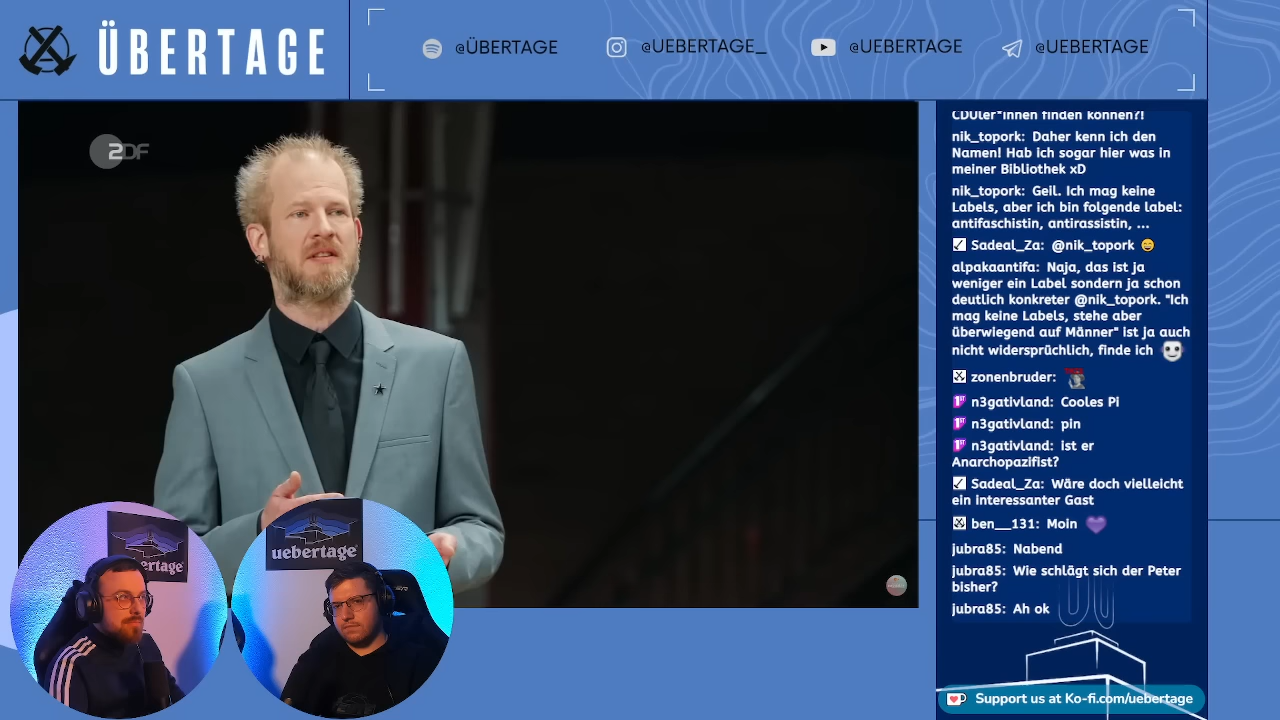 ÜBERTAGE
@ÜBERTAGE
@UEBERTAGE_
@UEBERTAGE
@UEBERTAGE
2DF
CDUler*innen finden können?!
nik_topork: Daher kenn ich den
Namen! Hab ich sogar hier was in
meiner Bibliothek xD
nik_topork: Geil. Ich mag keine
Labels, aber ich bin folgende label:
antifaschistin, antirassistin, ...
Sadeal_Za: @nik_topork
alpakaantifa: Naja, das ist ja
weniger ein Label sondern ja schon
deutlich konkreter @nik_topork. "Ich
mag keine Labels, stehe aber
überwiegend auf Männer" ist ja auch
nicht widersprüchlich, finde ich
zonenbruder:
n3gativland: Cooles Pi
n3gativland: pin
n3gativland: ist er
Anarchopazifist?
Sadeal_Za: Wäre doch vielleicht
ein interessanter Gast
ben__131: Moin
jubra85: Nabend
jubra85: Wie schlägt sich der Peter
bisher?
jubra85: Ah ok
ertage
uebertage
Support us at Ko-fi.com/uebertage